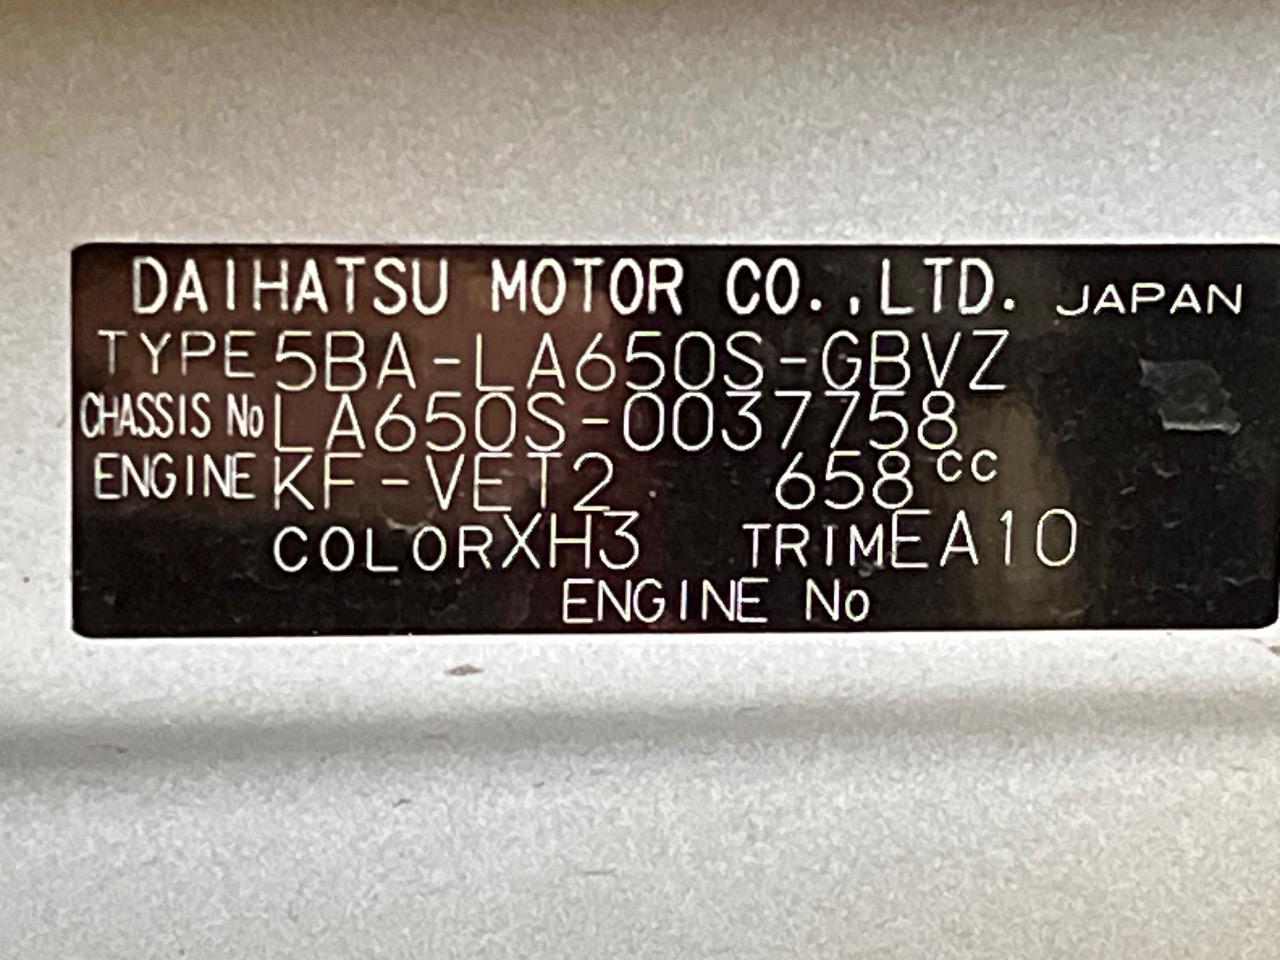 DAIHATSU MOTOR CO.,LTD. JAPAN
TYPE 5BA-LA650S-GBVZ
CHASSIS No LA650S-0037758
ENGINE KF-VET2 658cc
COLOR XH3 TRIM EA10
ENGINE No